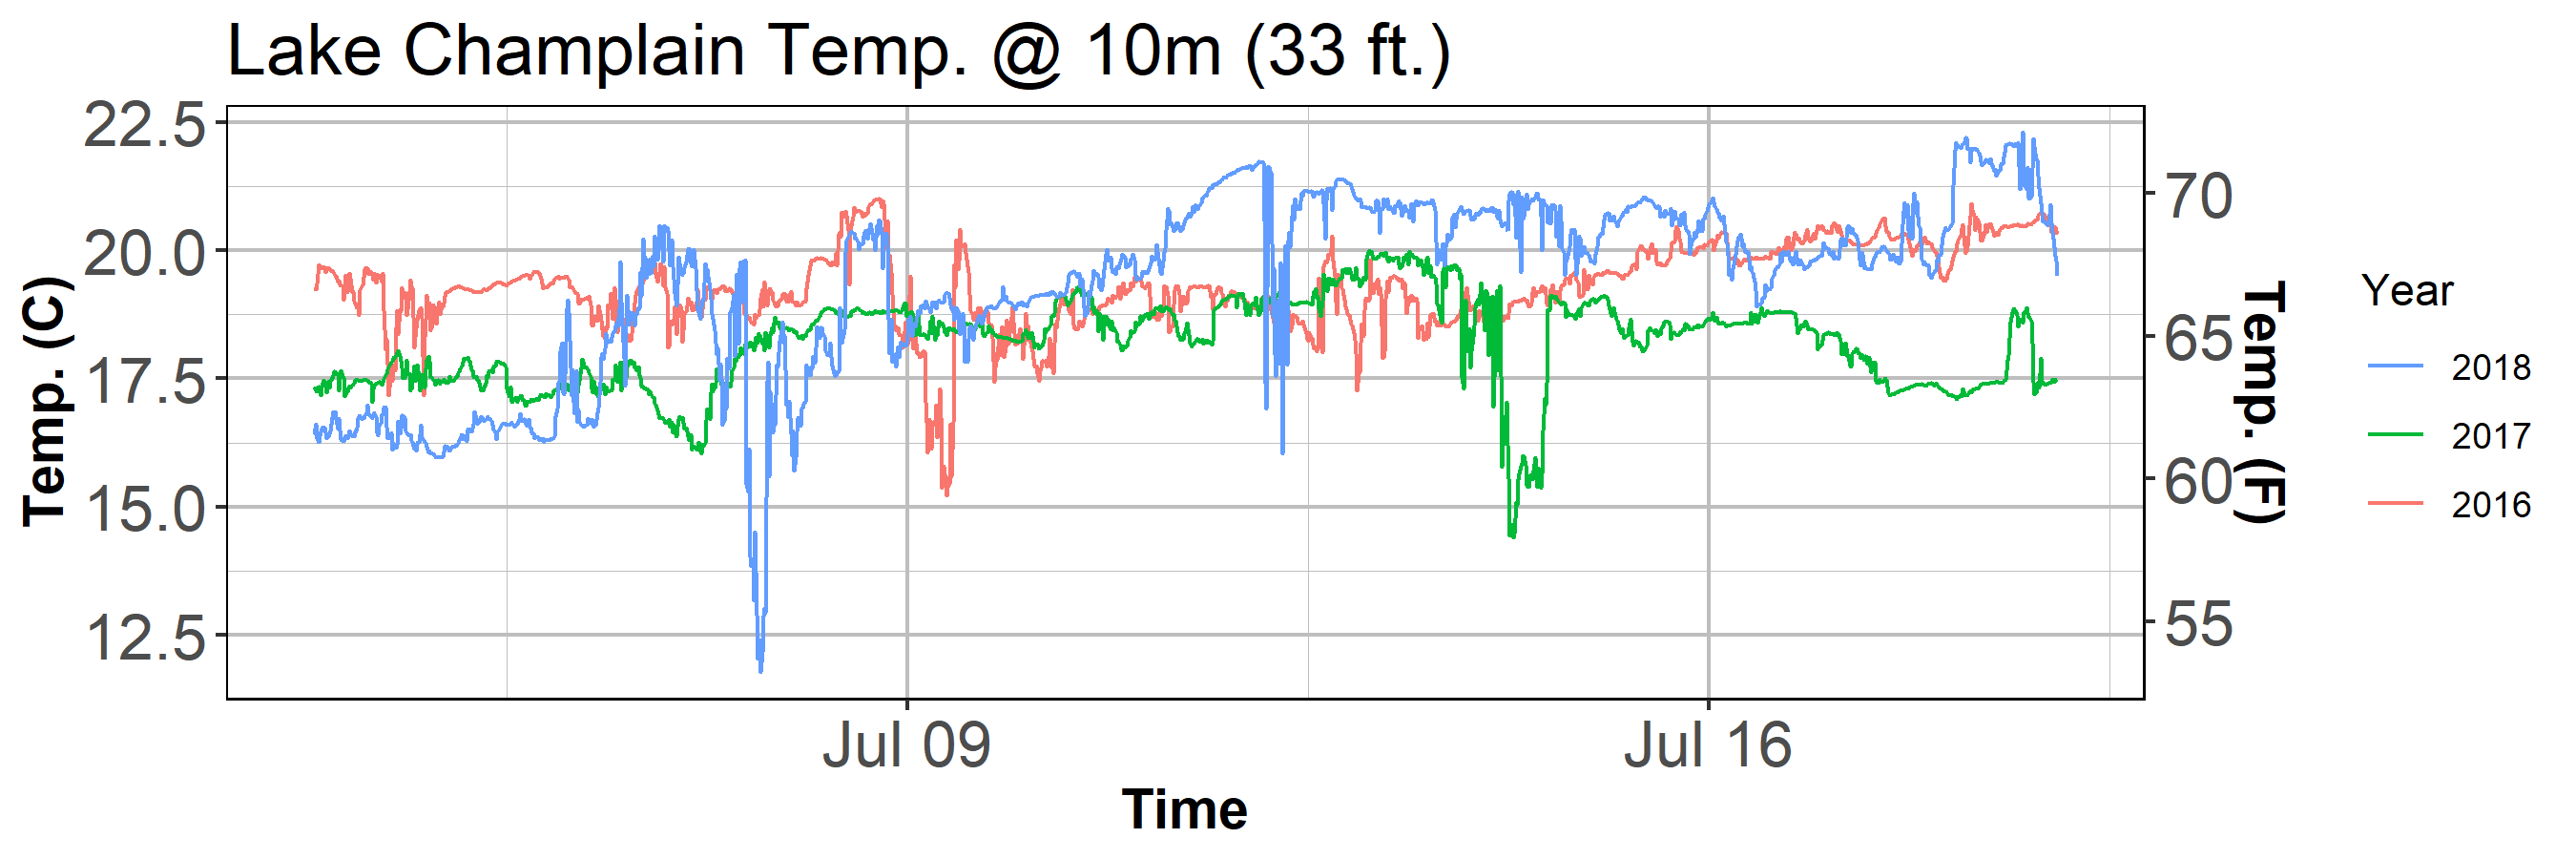 Lake Champlain Temp. @ 10m (33 ft.)
22.5
20.0
17.5
15.0
12.5
Temp. (C)
70
65
60
55
Temp. (F)
Jul 09
Jul 16
Time
Year
2018
2017
2016